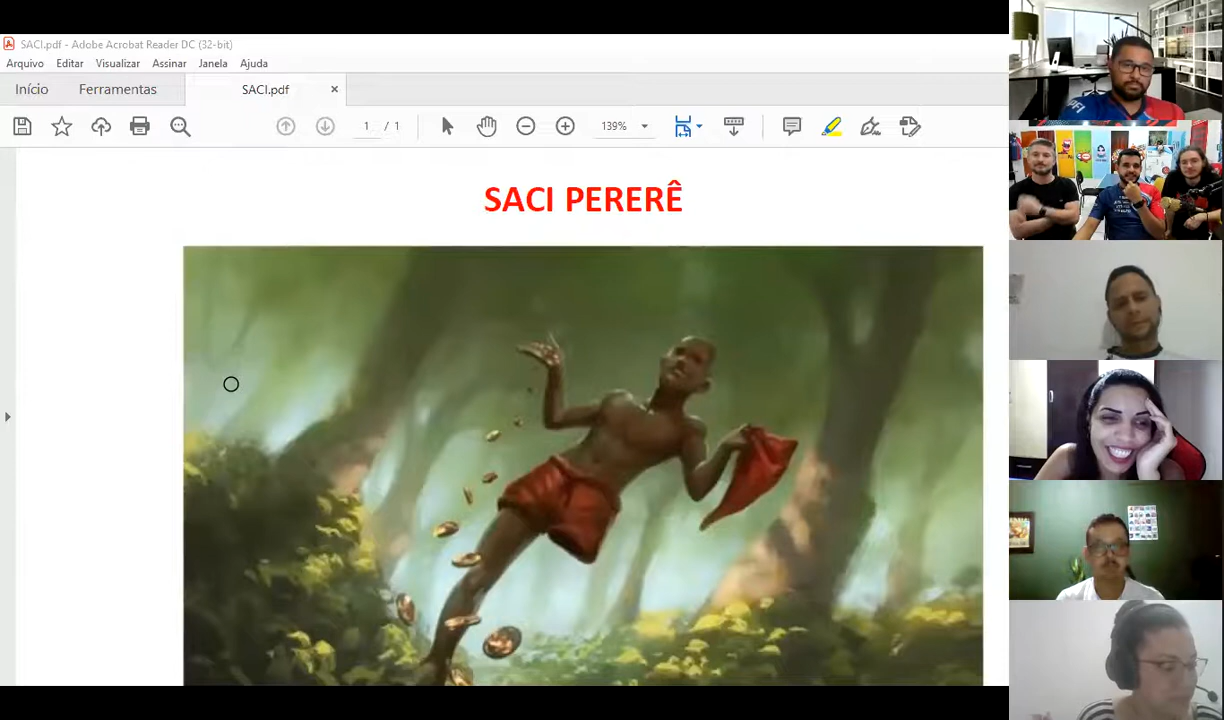 SACI.pdf - Adobe Acrobat Reader DC (32-bit)
Arquivo Editar Visualizar Assinar Janela Ajuda
Início Ferramentas SACI.pdf ×
1 / 1 139%
SACI PERERÊ